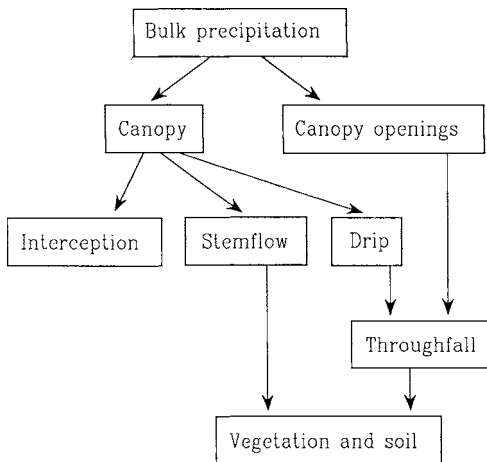 Bulk precipitation
Canopy
Canopy openings
Interception
Stemflow
Drip
Throughfall
Vegetation and soil